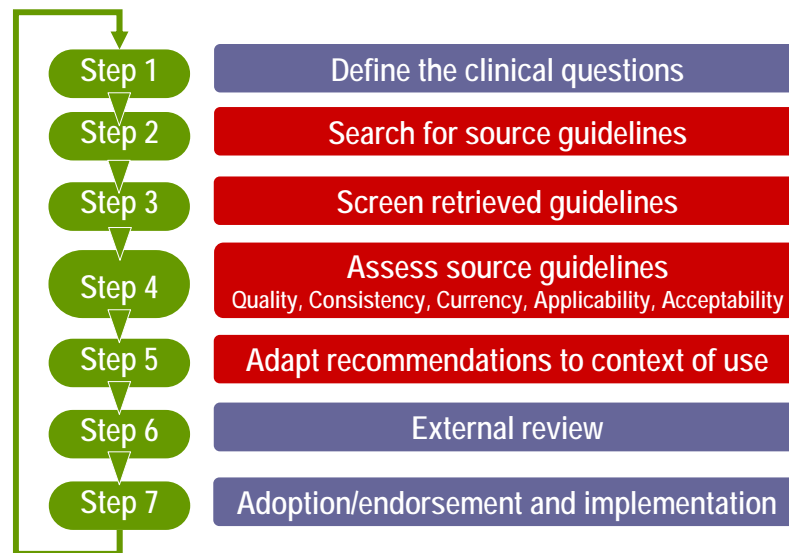 Step 1
Define the clinical questions
Step 2
Search for source guidelines
Step 3
Screen retrieved guidelines
Step 4
Assess source guidelines
Quality, Consistency, Currency, Applicability, Acceptability
Step 5
Adapt recommendations to context of use
Step 6
External review
Step 7
Adoption/endorsement and implementation